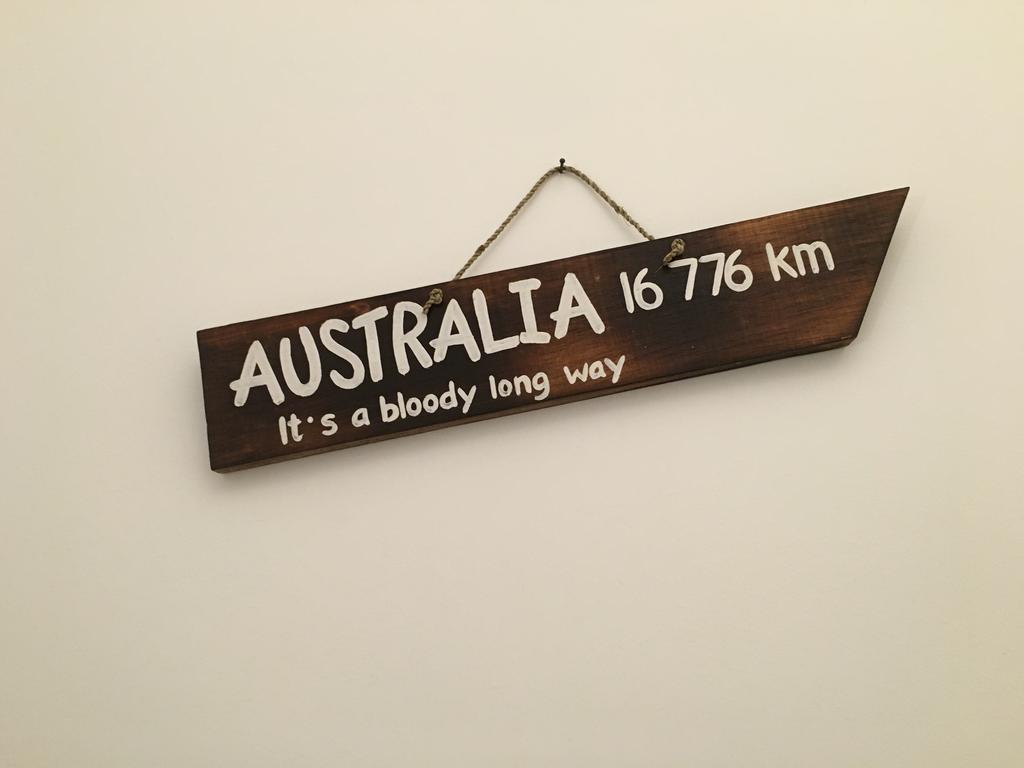 AUSTRALIA 16 776 km
It's a bloody long way